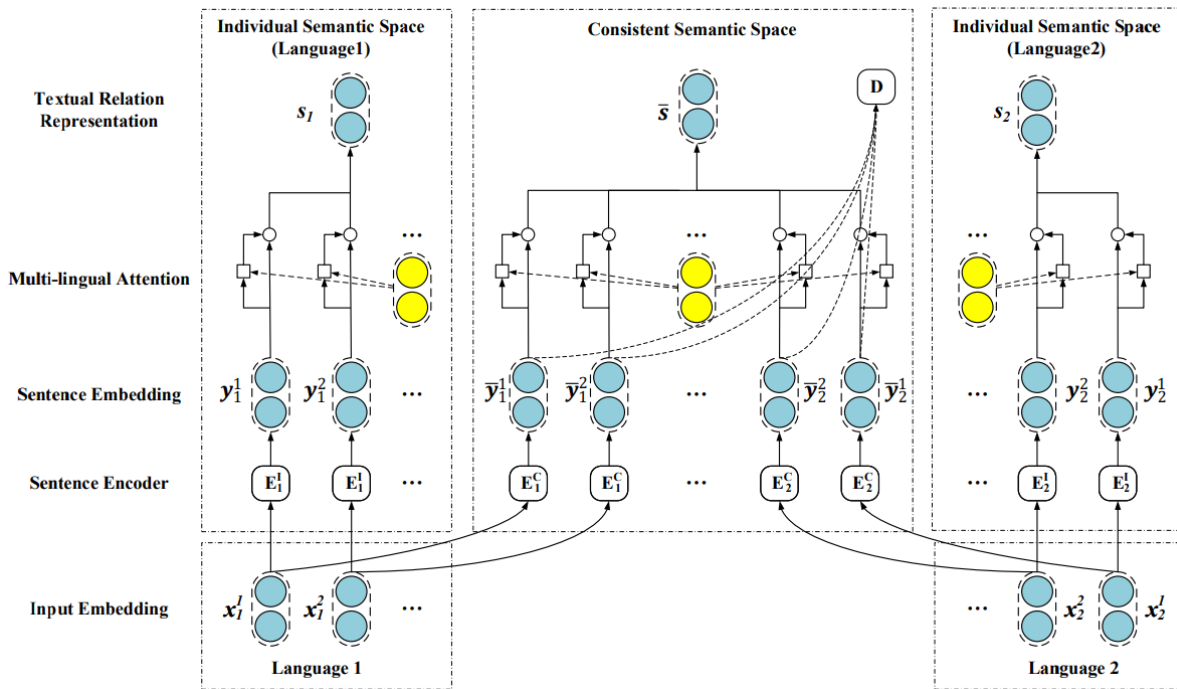 Individual Semantic Space
(Language1)
Consistent Semantic Space
Individual Semantic Space
(Language2)
Textual Relation
Representation
s₁
s̄
D
s₂
... ... ...
Multi-lingual Attention
Sentence Embedding
y₁¹ y₁² ... ȳ₁¹ ȳ₁² ... ȳ₂² ȳ₂¹ ... y₂² y₂¹
Sentence Encoder
E₁ᴵ E₁ᴵ ... E₁ᶜ E₁ᶜ ... E₂ᶜ E₂ᶜ ... E₂ᴵ E₂ᴵ
Input Embedding
x₁¹ x₁² ... ... x₂² x₂¹
Language 1
Language 2